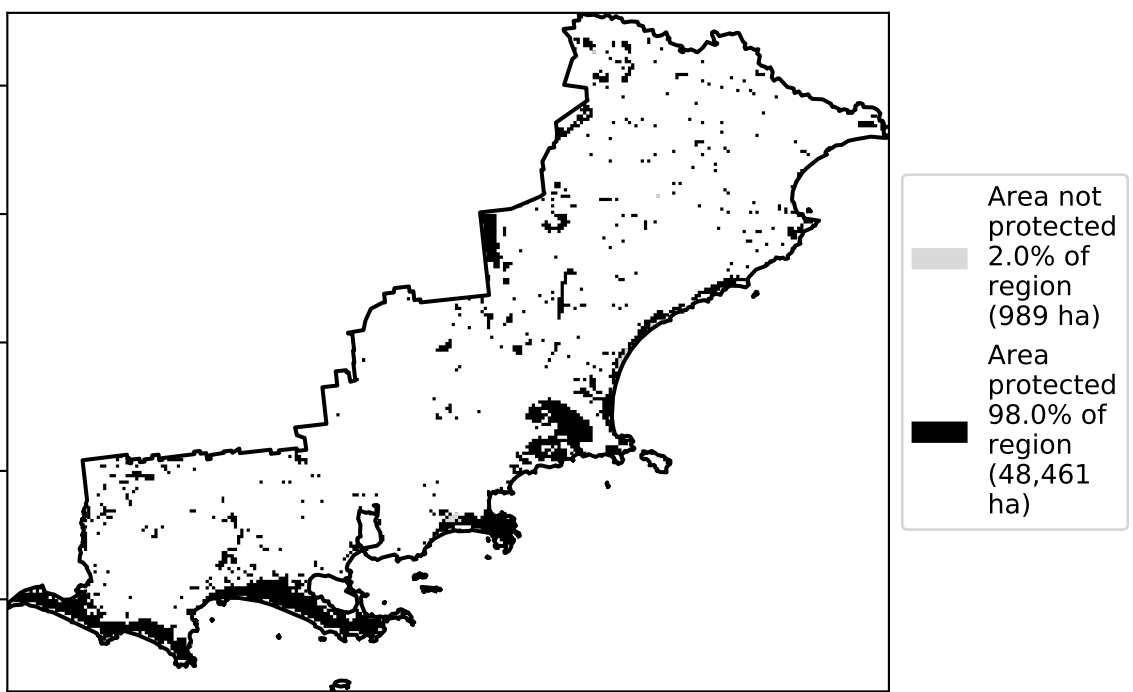 Area not
protected
2.0% of
region
(989 ha)
Area
protected
98.0% of
region
(48,461
ha)